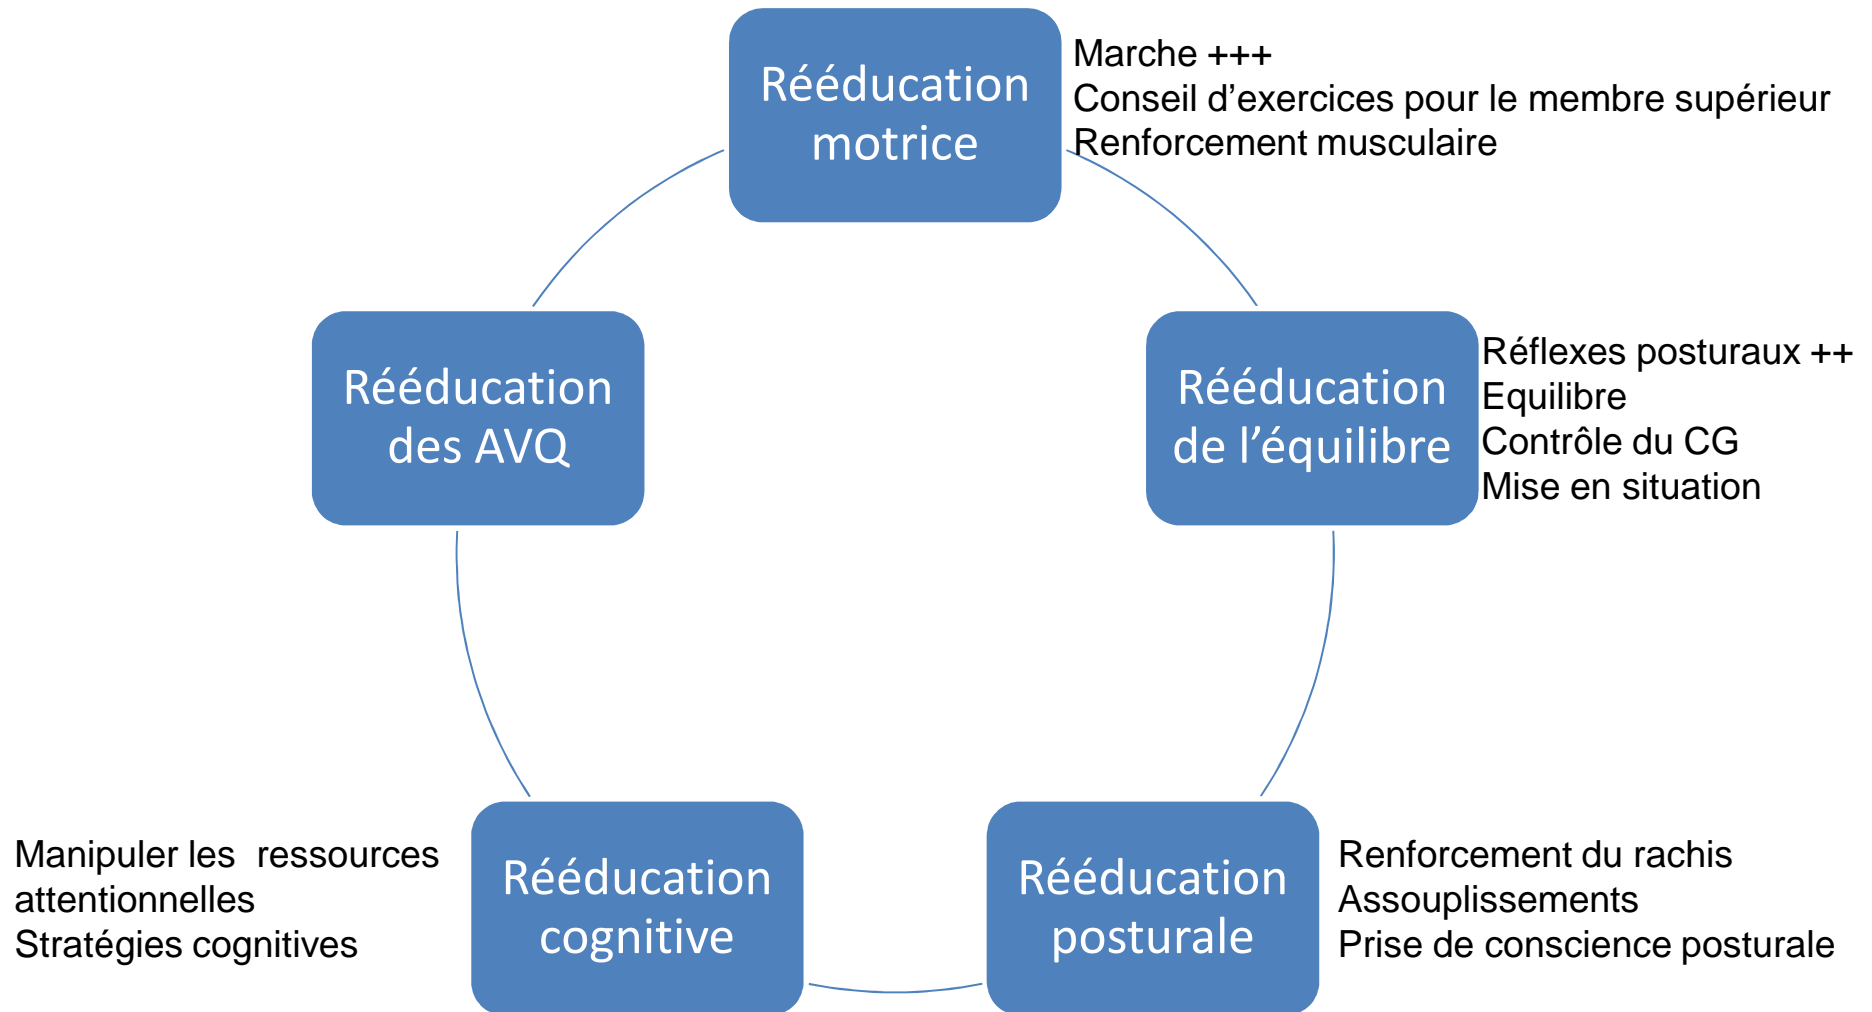 Rééducation
motrice
Marche +++
Conseil d’exercices pour le membre supérieur
Renforcement musculaire
Rééducation
des AVQ
Rééducation
de l’équilibre
Réflexes posturaux ++
Equilibre
Contrôle du CG
Mise en situation
Manipuler les  ressources
attentionnelles
Stratégies cognitives
Rééducation
cognitive
Rééducation
posturale
Renforcement du rachis
Assouplissements
Prise de conscience posturale